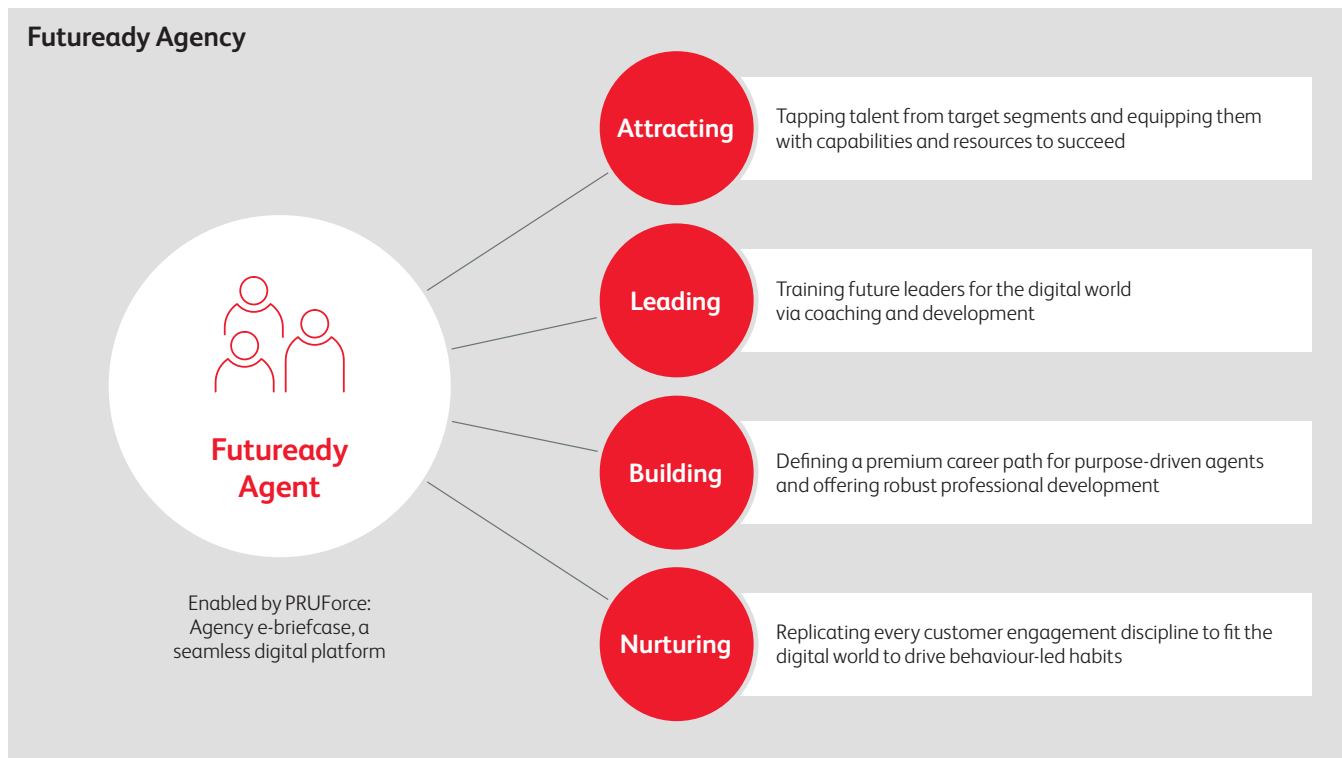 Futuready Agency
Attracting
Tapping talent from target segments and equipping them
with capabilities and resources to succeed
Leading
Training future leaders for the digital world
via coaching and development
Futuready
Agent
Building
Defining a premium career path for purpose-driven agents
and offering robust professional development
Enabled by PRUForce:
Agency e-briefcase, a
seamless digital platform
Nurturing
Replicating every customer engagement discipline to fit the
digital world to drive behaviour-led habits